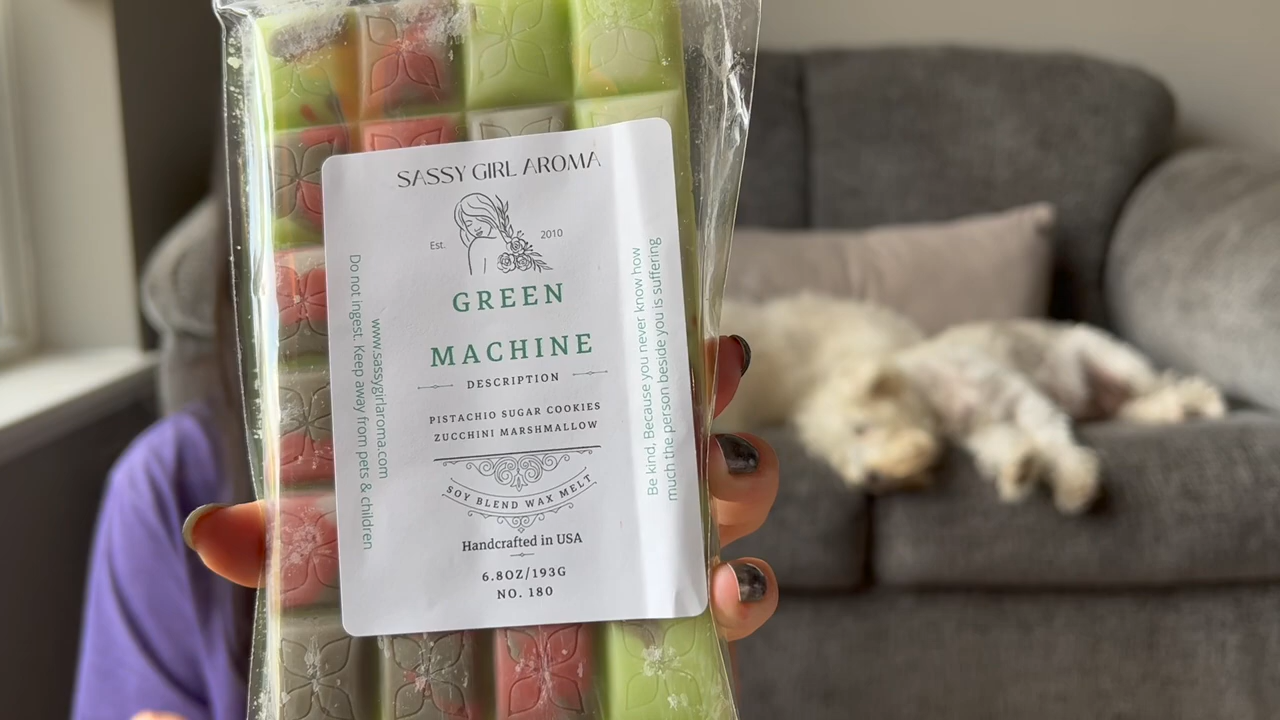 SASSY GIRL AROMA
Est. 2010
GREEN
MACHINE
DESCRIPTION
PISTACHIO SUGAR COOKIES
ZUCCHINI MARSHMALLOW
SOY BLEND WAX MELT
Handcrafted in USA
6.8OZ/193G
NO. 180
www.sassygirlaroma.com
Do not ingest. Keep away from pets & children
Be kind, Because you never know how
much the person beside you is suffering